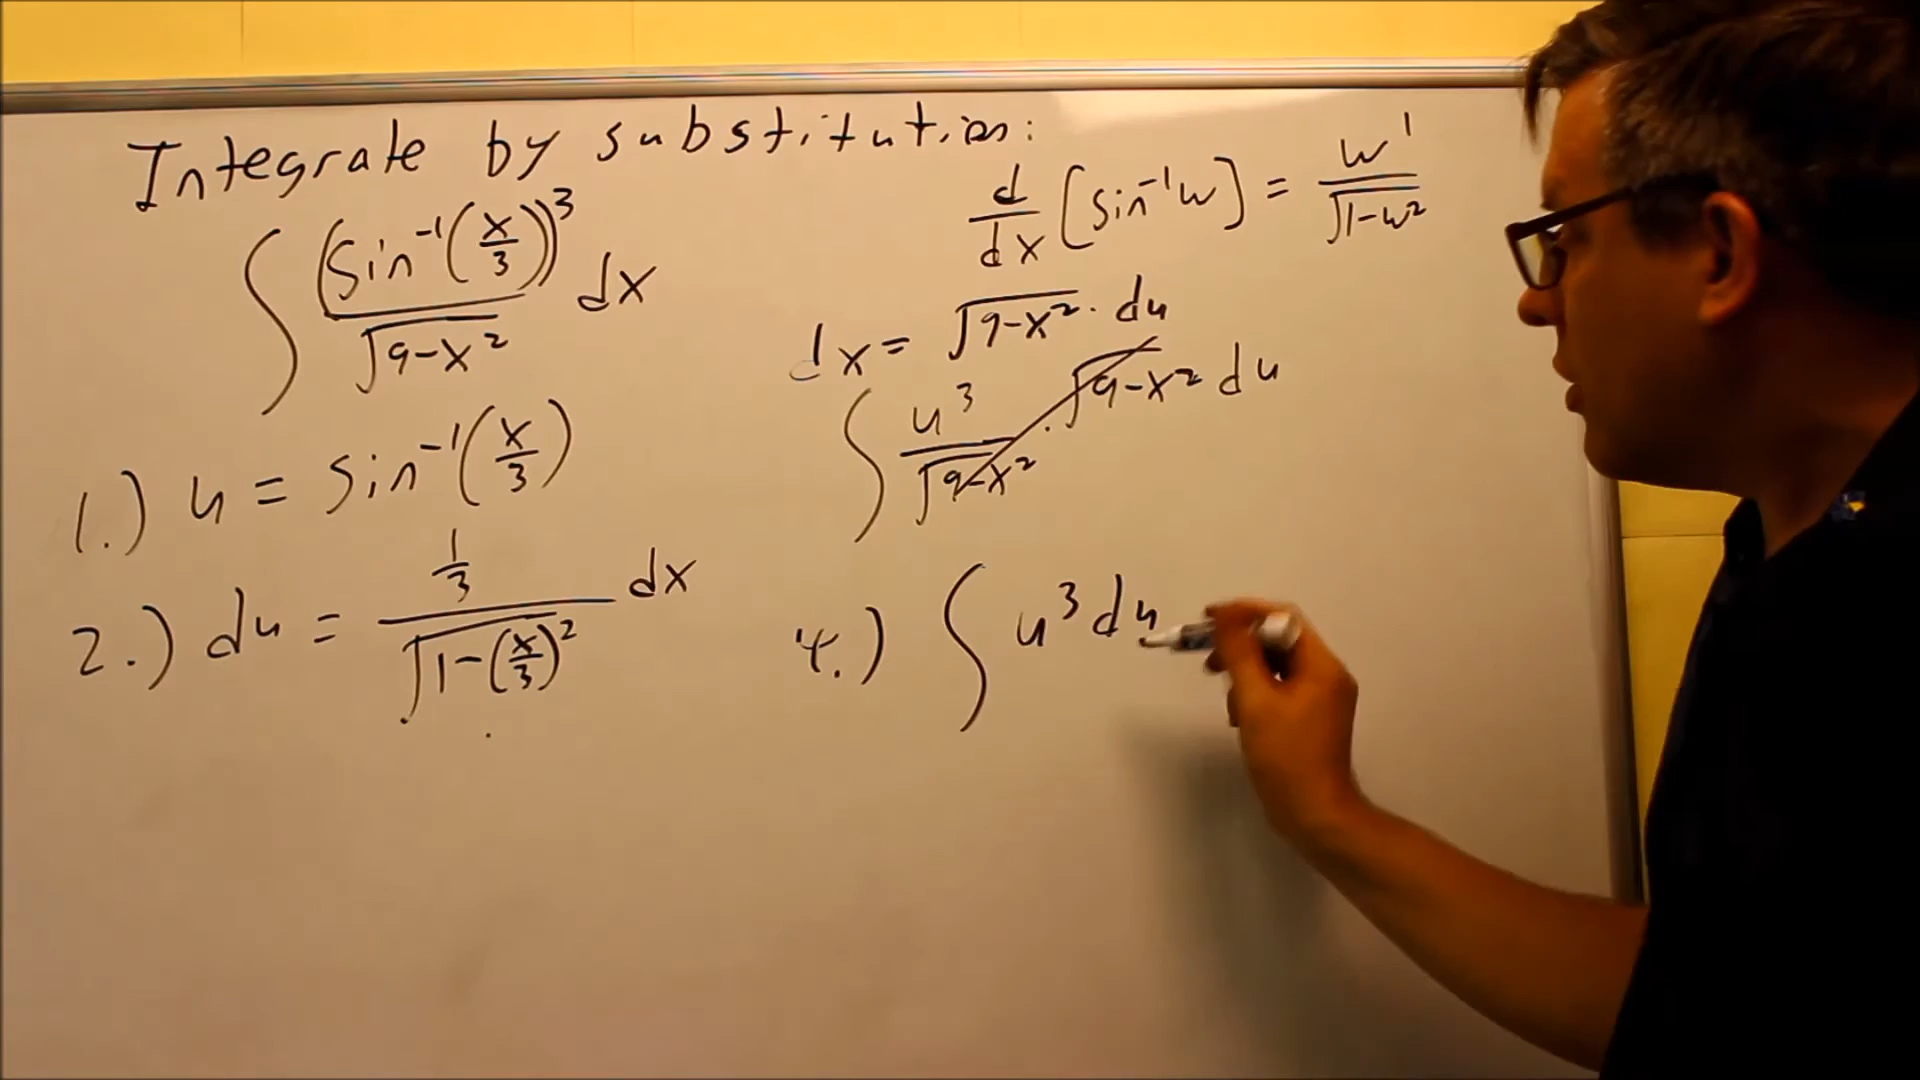 Integrate by substitution:
∫ (sin⁻¹(x/3))³ / √(9-x²) dx
1.) u = sin⁻¹(x/3)
2.) du = (1/3) / √(1-(x/3)²) dx
d/dx [sin⁻¹w] = w' / √(1-w²)
dx = √(9-x²) · du
∫ u³ / √(9-x²) · √(9-x²) du
4.) ∫ u³ du